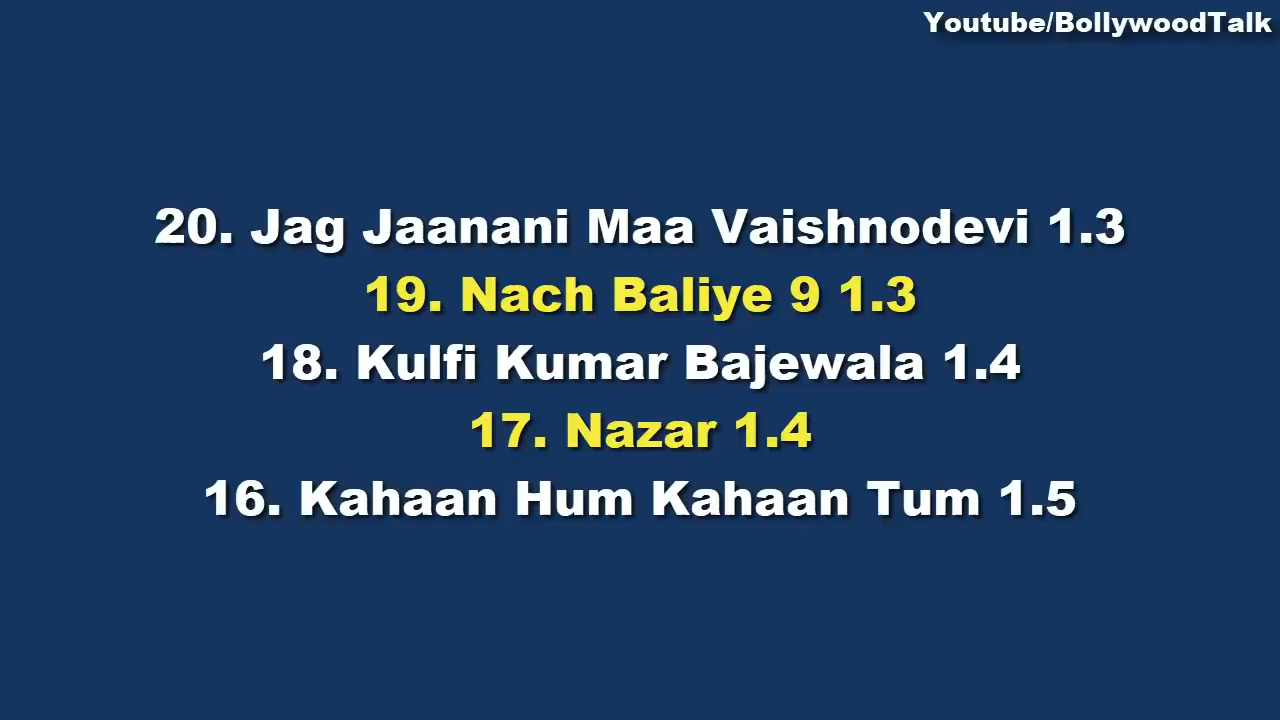 Youtube/BollywoodTalk
20. Jag Jaanani Maa Vaishnodevi 1.3
19. Nach Baliye 9 1.3
18. Kulfi Kumar Bajewala 1.4
17. Nazar 1.4
16. Kahaan Hum Kahaan Tum 1.5